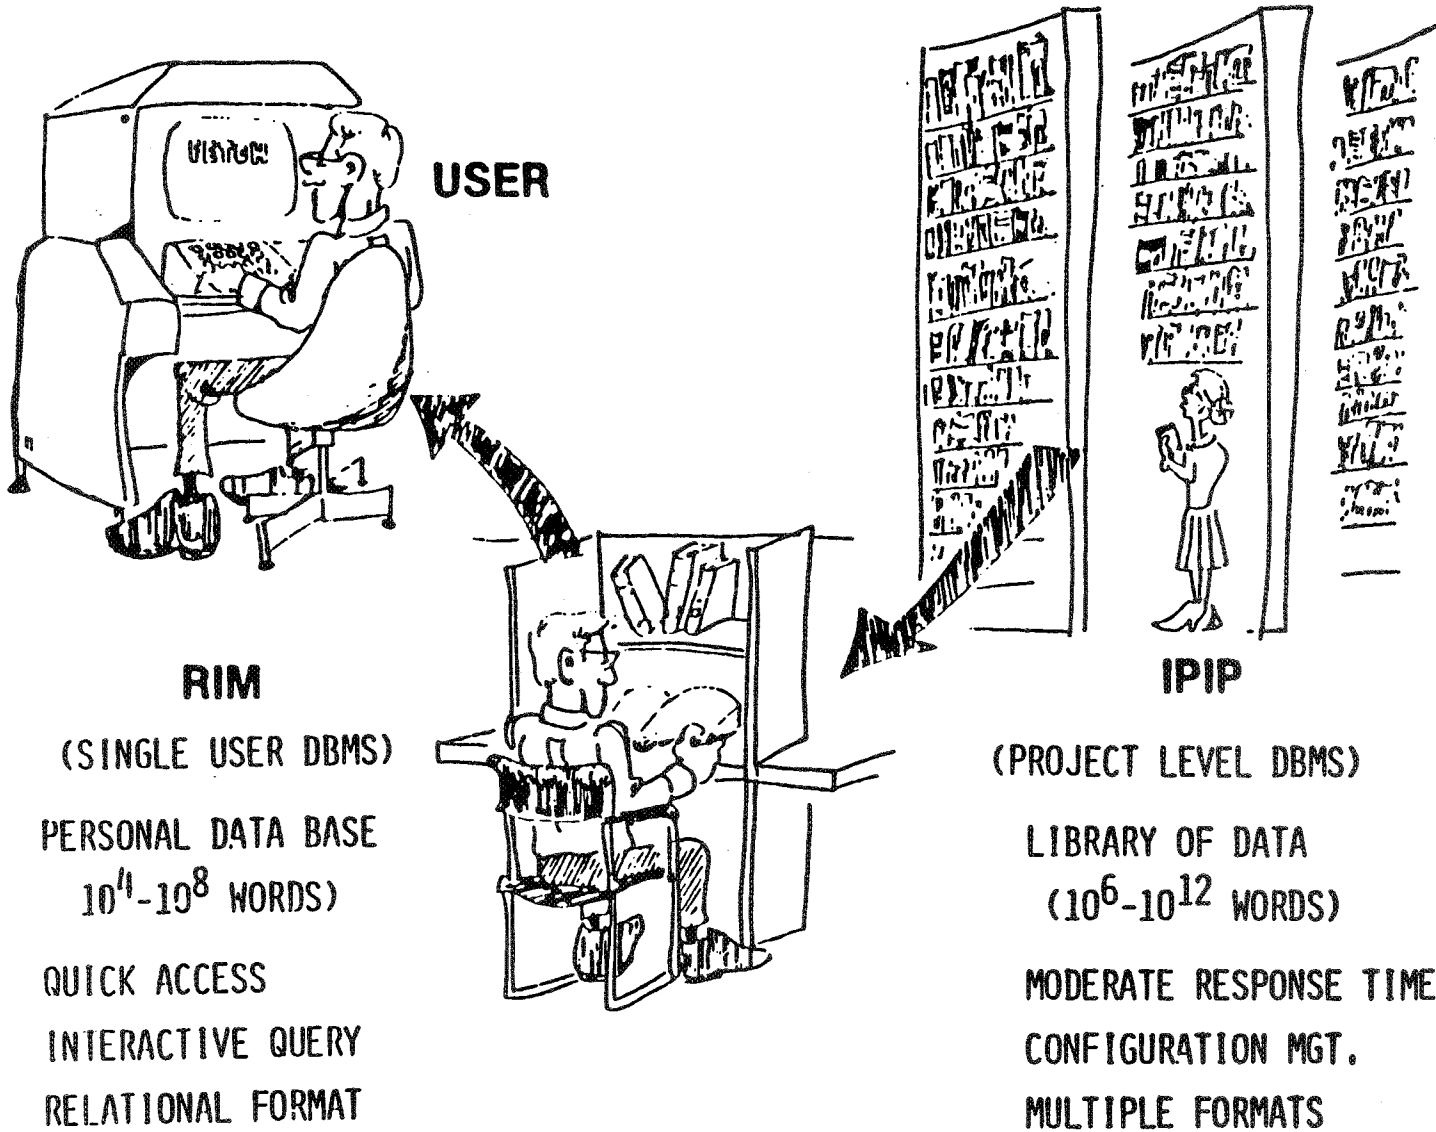 USER
RIM
(SINGLE USER DBMS)
PERSONAL DATA BASE
10⁴-10⁸ WORDS)
QUICK ACCESS
INTERACTIVE QUERY
RELATIONAL FORMAT
IPIP
(PROJECT LEVEL DBMS)
LIBRARY OF DATA
(10⁶-10¹² WORDS)
MODERATE RESPONSE TIME
CONFIGURATION MGT.
MULTIPLE FORMATS